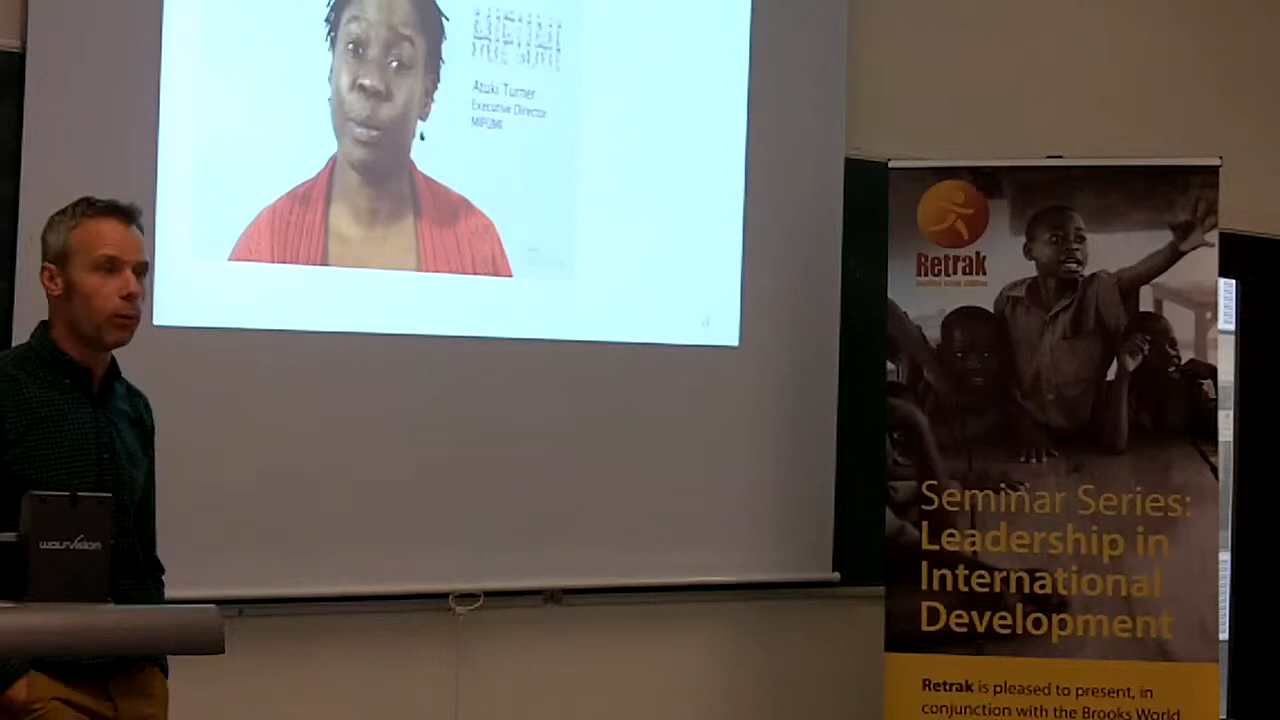 Atuki Turner
Executive Director
MIFUMI
wolfvision
Retrak
Seminar Series:
Leadership in
International
Development
Retrak is pleased to present, in
conjunction with the Brooks World